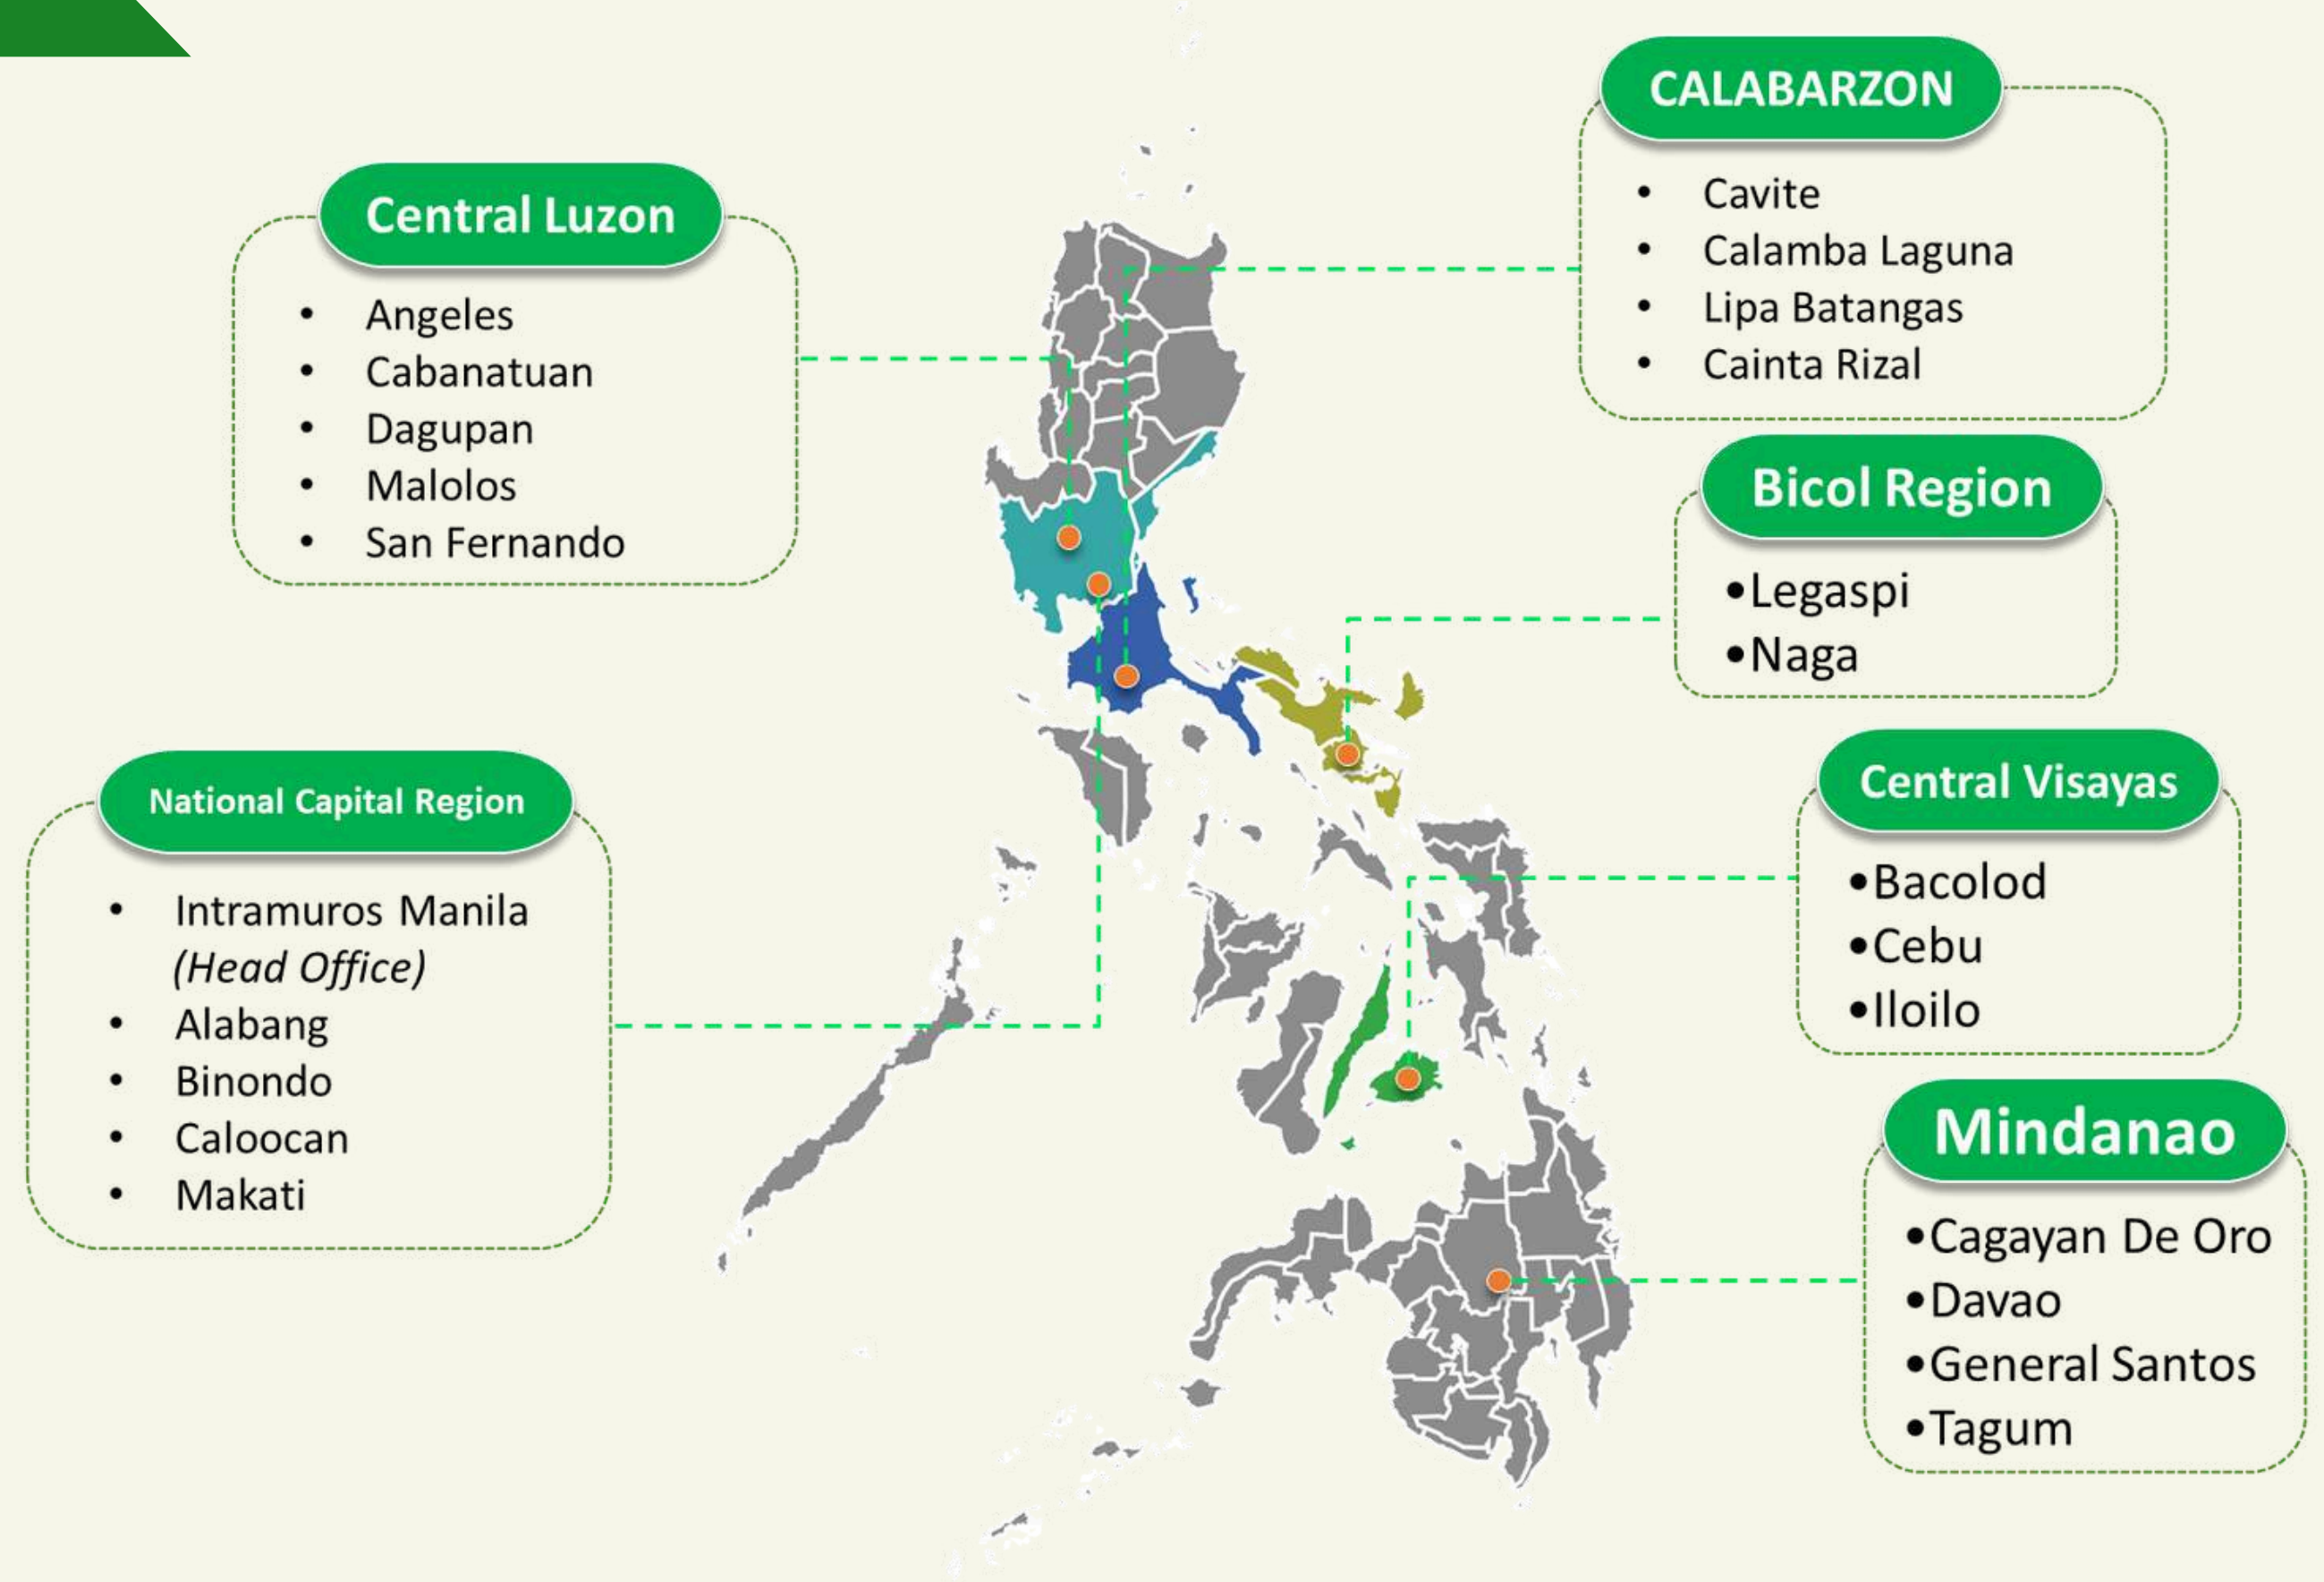 Central Luzon
• Angeles
• Cabanatuan
• Dagupan
• Malolos
• San Fernando
National Capital Region
• Intramuros Manila
(Head Office)
• Alabang
• Binondo
• Caloocan
• Makati
CALABARZON
• Cavite
• Calamba Laguna
• Lipa Batangas
• Cainta Rizal
Bicol Region
•Legaspi
•Naga
Central Visayas
•Bacolod
•Cebu
•Iloilo
Mindanao
•Cagayan De Oro
•Davao
•General Santos
•Tagum